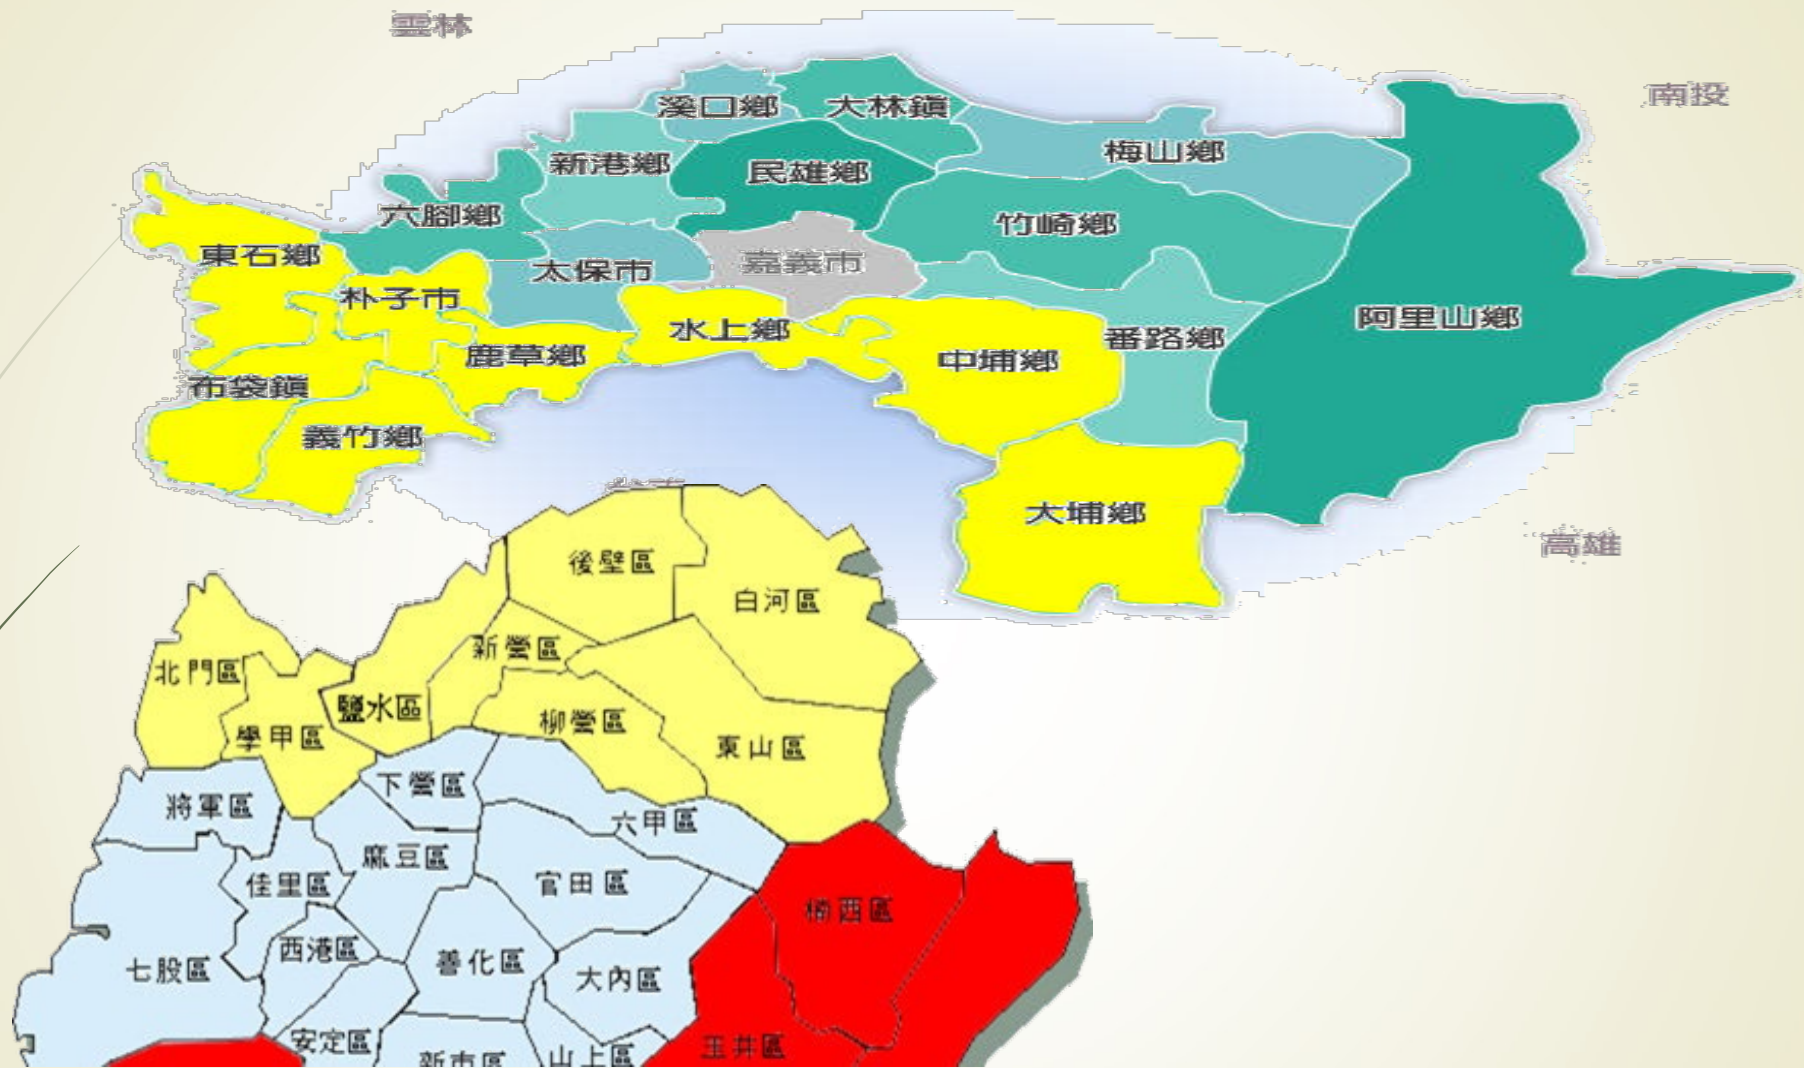 雲林
南投
溪口鄉
大林鎮
新港鄉
民雄鄉
梅山鄉
六腳鄉
竹崎鄉
東石鄉
太保市
嘉義市
朴子市
水上鄉
阿里山鄉
番路鄉
鹿草鄉
中埔鄉
布袋鎮
義竹鄉
大埔鄉
高雄
後壁區
白河區
新營區
北門區
鹽水區
柳營區
學甲區
東山區
下營區
將軍區
六甲區
麻豆區
佳里區
官田區
楠西區
西港區
善化區
七股區
大內區
安定區
玉井區
新市區
山上區